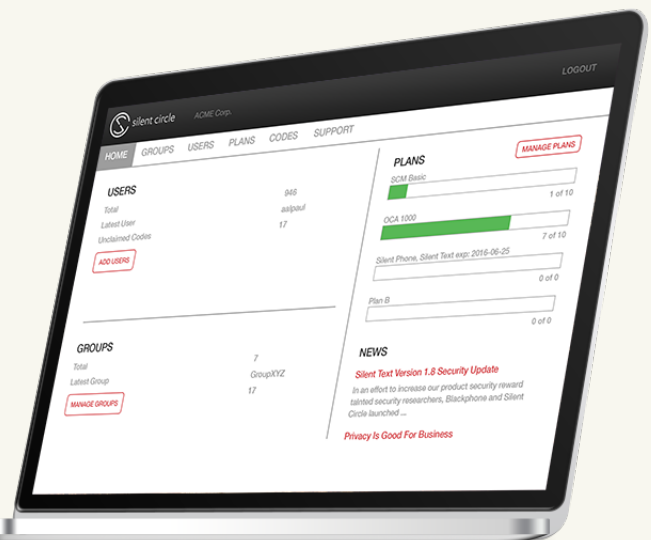 silent circle
ACME Corp.
LOGOUT
HOME GROUPS USERS PLANS CODES SUPPORT
USERS
Total 946
Latest User aalpaul
Unclaimed Codes 17
ADD USERS
GROUPS
Total 7
Latest Group GroupXYZ
17
MANAGE GROUPS
PLANS
MANAGE PLANS
SCM Basic
1 of 10
OCA 1000
7 of 10
Silent Phone, Silent Text exp: 2016-06-25
0 of 0
Plan B
0 of 0
NEWS
Silent Text Version 1.8 Security Update
In an effort to increase our product security reward
talnted security researchers, Blackphone and Silent
Circle launched ...
Privacy Is Good For Business